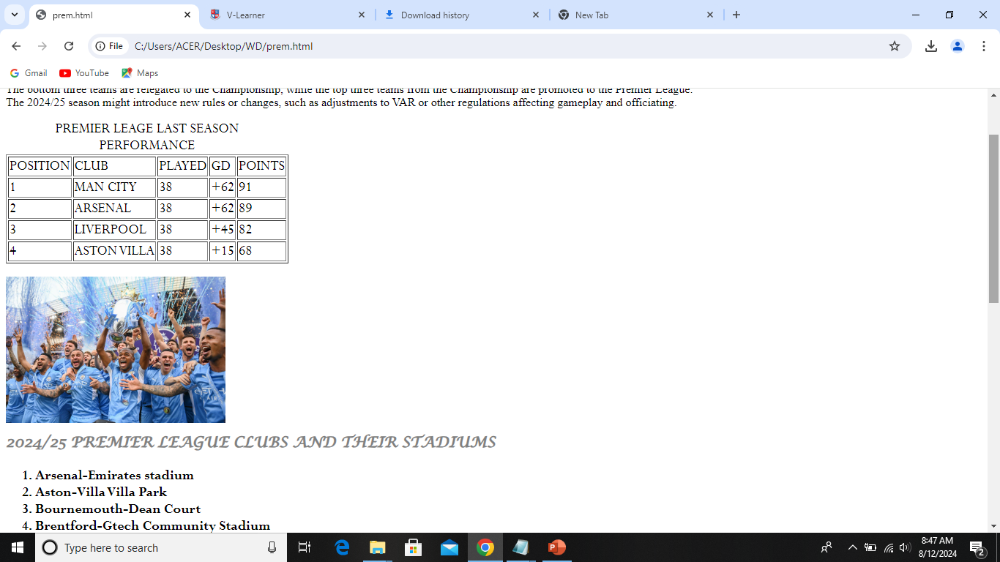 prem.html
V-Learner
Download history
New Tab
File
C:/Users/ACER/Desktop/WD/prem.html
Gmail
YouTube
Maps
The bottom three teams are relegated to the Championship, while the top three teams from the Championship are promoted to the Premier League.
The 2024/25 season might introduce new rules or changes, such as adjustments to VAR or other regulations affecting gameplay and officiating.
PREMIER LEAGE LAST SEASON
PERFORMANCE
POSITION CLUB PLAYED GD POINTS
1 MAN CITY 38 +62 91
2 ARSENAL 38 +62 89
3 LIVERPOOL 38 +45 82
4 ASTON VILLA 38 +15 68
2024/25 PREMIER LEAGUE CLUBS AND THEIR STADIUMS
1. Arsenal-Emirates stadium
2. Aston-Villa Villa Park
3. Bournemouth-Dean Court
4. Brentford-Gtech Community Stadium
Type here to search
8:47 AM
8/12/2024
2